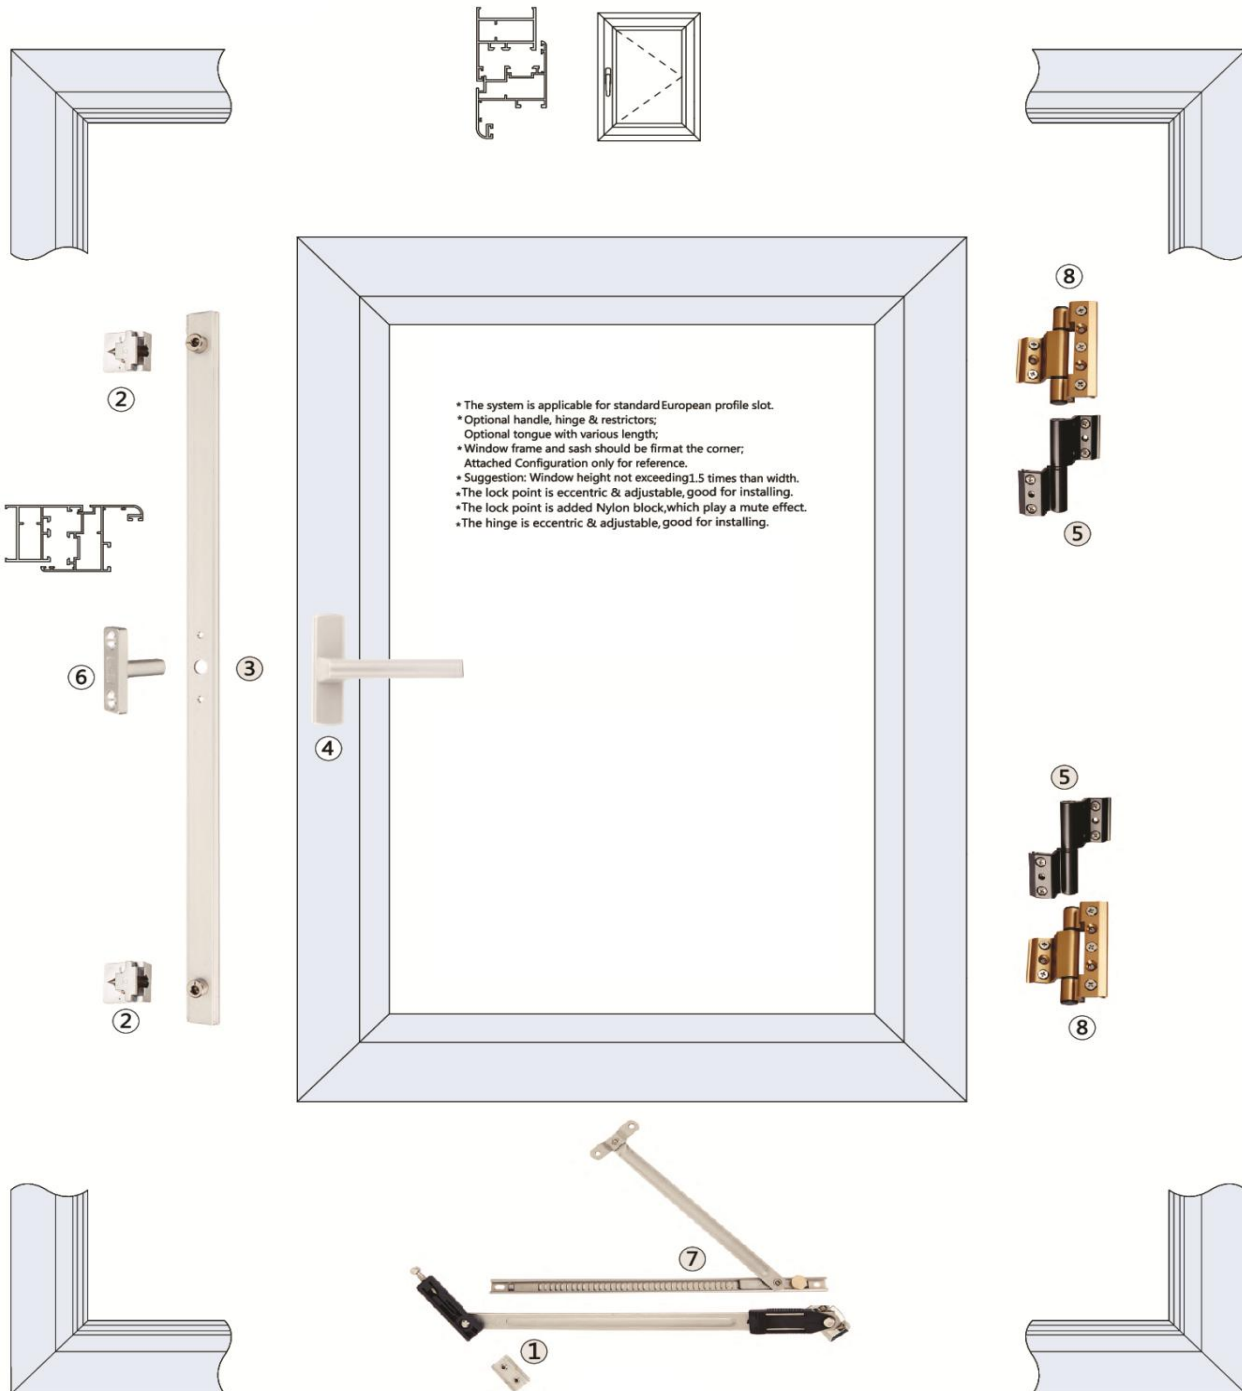 ⑧
②
* The system is applicable for standard European profile slot.
* Optional handle, hinge & restrictors;
Optional tongue with various length;
* Window frame and sash should be firmat the corner;
Attached Configuration only for reference.
* Suggestion: Window height not exceeding1.5 times than width.
* The lock point is eccentric & adjustable, good for installing.
* The lock point is added Nylon block,which play a mute effect.
* The hinge is eccentric & adjustable, good for installing.
⑤
⑥
③
④
⑤
②
⑧
⑦
①